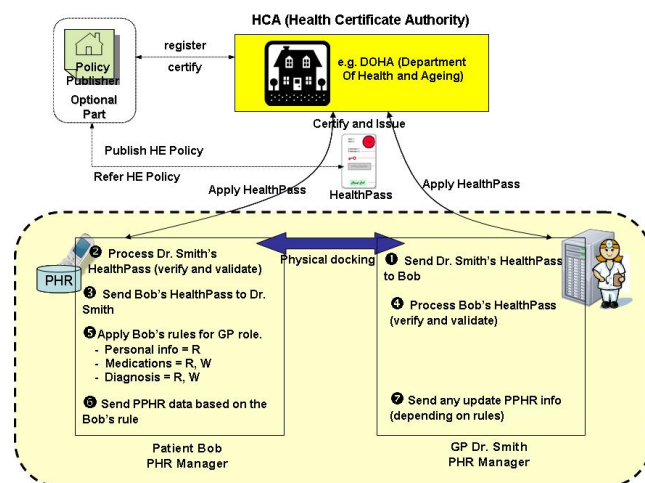 HCA (Health Certificate Authority)
register
certify
Policy
Publisher
Optional
Part
e.g. DOHA (Department
Of Health and Ageing)
Certify and Issue
Publish HE Policy
Refer HE Policy
Apply HealthPass
HealthPass
Apply HealthPass
PHR
❷ Process Dr. Smith's
HealthPass (verify and validate)
❸ Send Bob's HealthPass to Dr.
Smith
❺ Apply Bob's rules for GP role.
- Personal info = R
- Medications = R, W
- Diagnosis = R, W
❻ Send PPHR data based on the
Bob's rule
Physical docking
❶ Send Dr. Smith's HealthPass
to Bob
❹ Process Bob's HealthPass
(verify and validate)
❼ Send any update PPHR info
(depending on rules)
Patient Bob
PHR Manager
GP Dr. Smith
PHR Manager